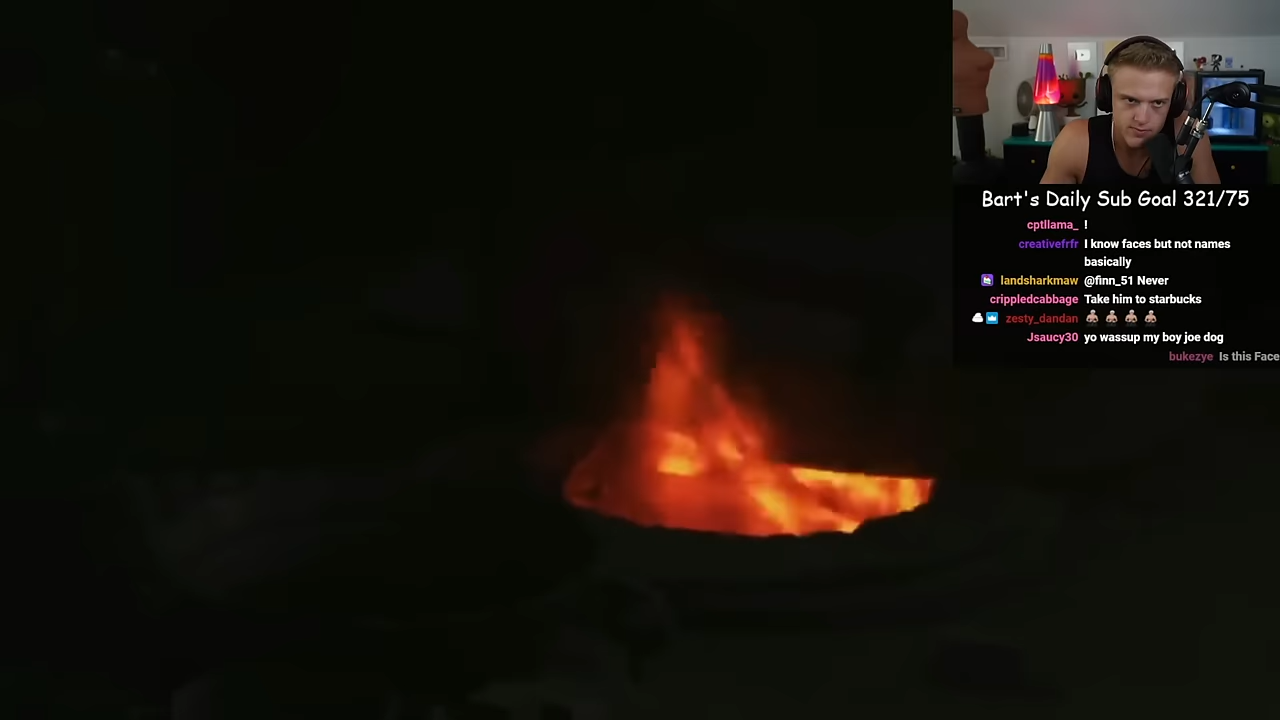 Bart's Daily Sub Goal 321/75
cptllama_ !
creativefrfr I know faces but not names
basically
landsharkmaw @finn_51 Never
crippledcabbage Take him to starbucks
zesty_dandan
Jsaucy30 yo wassup my boy joe dog
bukezye Is this Face